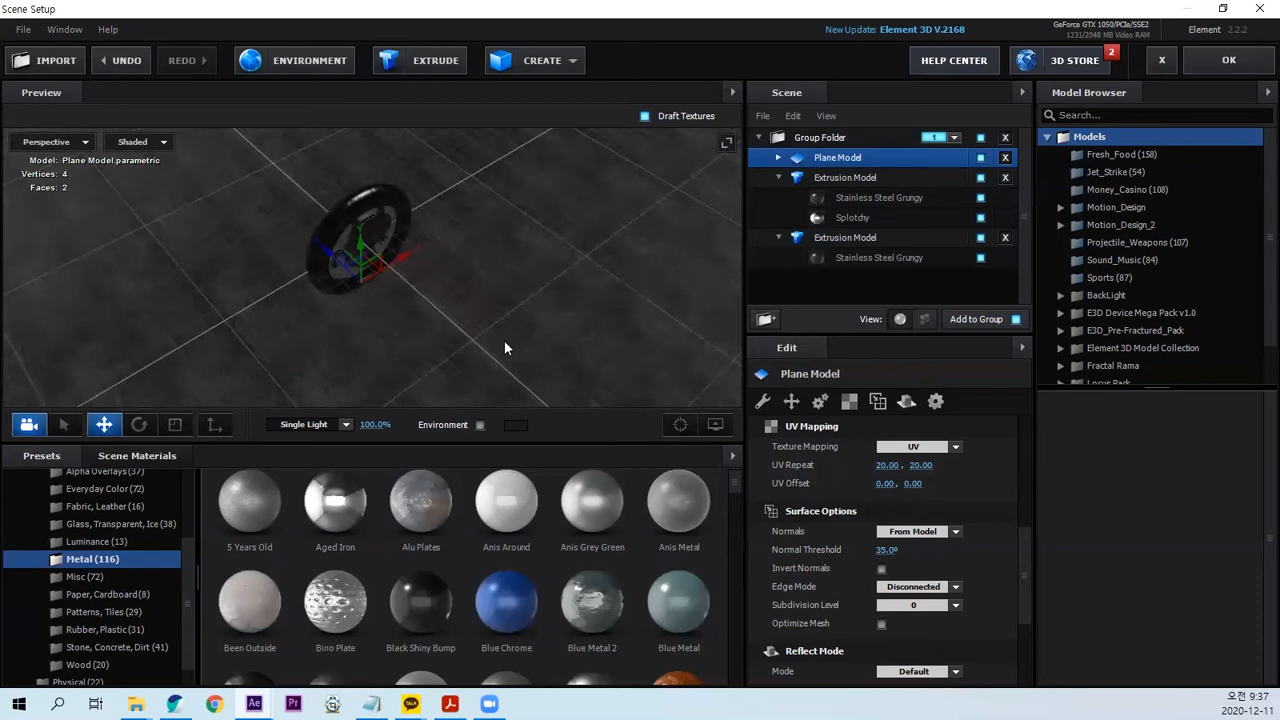 Scene Setup
File Window Help
New Update: Element 3D V.2168
GeForce GTX 1050/PCIe/SSE2
1231/2048 MB Video RAM
Element 2.2.2
IMPORT UNDO REDO ENVIRONMENT EXTRUDE CREATE HELP CENTER 3D STORE 2 X OK
Preview
Draft Textures
Perspective Shaded
Model: Plane Model.parametric
Vertices: 4
Faces: 2
Single Light 100.0% Environment
Presets Scene Materials
Alpha Overlays (37)
Everyday Color (72)
Fabric, Leather (16)
Glass, Transparent, Ice (38)
Luminance (13)
Metal (116)
Misc (72)
Paper, Cardboard (8)
Patterns, Tiles (29)
Rubber, Plastic (31)
Stone, Concrete, Dirt (41)
Wood (20)
Physical (22)
5 Years Old Aged Iron Alu Plates Anis Around Anis Grey Green Anis Metal
Been Outside Bino Plate Black Shiny Bump Blue Chrome Blue Metal 2 Blue Metal
Scene
File Edit View
Group Folder 1 X
Plane Model X
Extrusion Model X
Stainless Steel Grungy
Splotchy
Extrusion Model X
Stainless Steel Grungy
View: Add to Group
Edit
Plane Model
UV Mapping
Texture Mapping UV
UV Repeat 20.00, 20.00
UV Offset 0.00, 0.00
Surface Options
Normals From Model
Normal Threshold 35.0º
Invert Normals
Edge Mode Disconnected
Subdivision Level 0
Optimize Mesh
Reflect Mode
Mode Default
Model Browser
Search...
Models
Fresh_Food (158)
Jet_Strike (54)
Money_Casino (108)
Motion_Design
Motion_Design_2
Projectile_Weapons (107)
Sound_Music (84)
Sports (87)
BackLight
E3D Device Mega Pack v1.0
E3D_Pre-Fractured_Pack
Element 3D Model Collection
Fractal Rama
Locus Pack
Ae Pr TALK
오전 9:37
2020-12-11